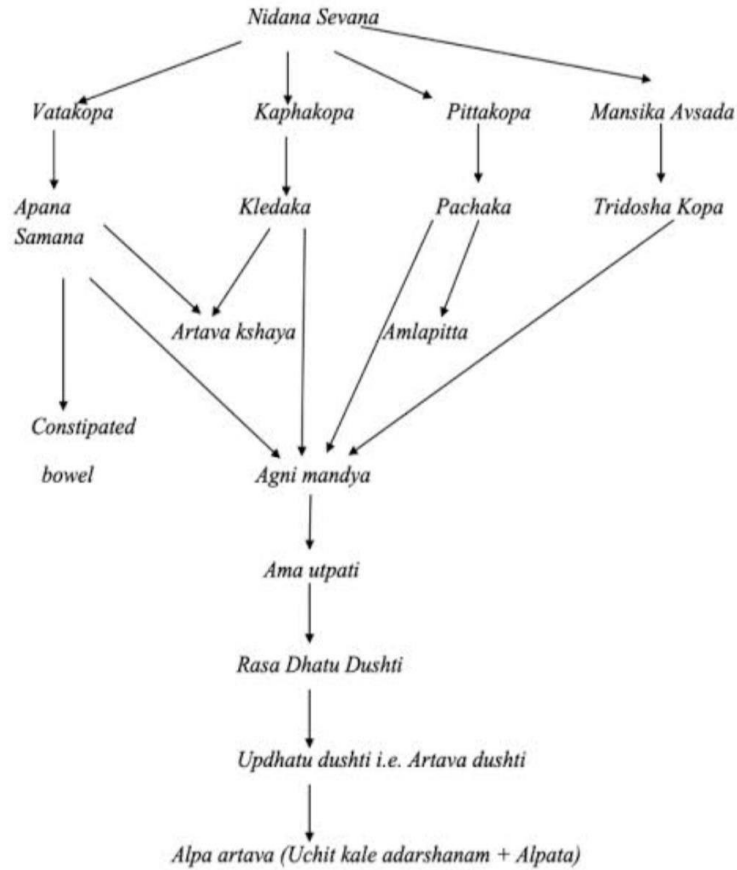 Nidana Sevana
Vatakopa Kaphakopa Pittakopa Mansika Avsada
Apana Kledaka Pachaka Tridosha Kopa
Samana
Artava kshaya Amlapitta
Constipated
bowel Agni mandya
Ama utpati
Rasa Dhatu Dushti
Updhatu dushti i.e. Artava dushti
Alpa artava (Uchit kale adarshanam + Alpata)